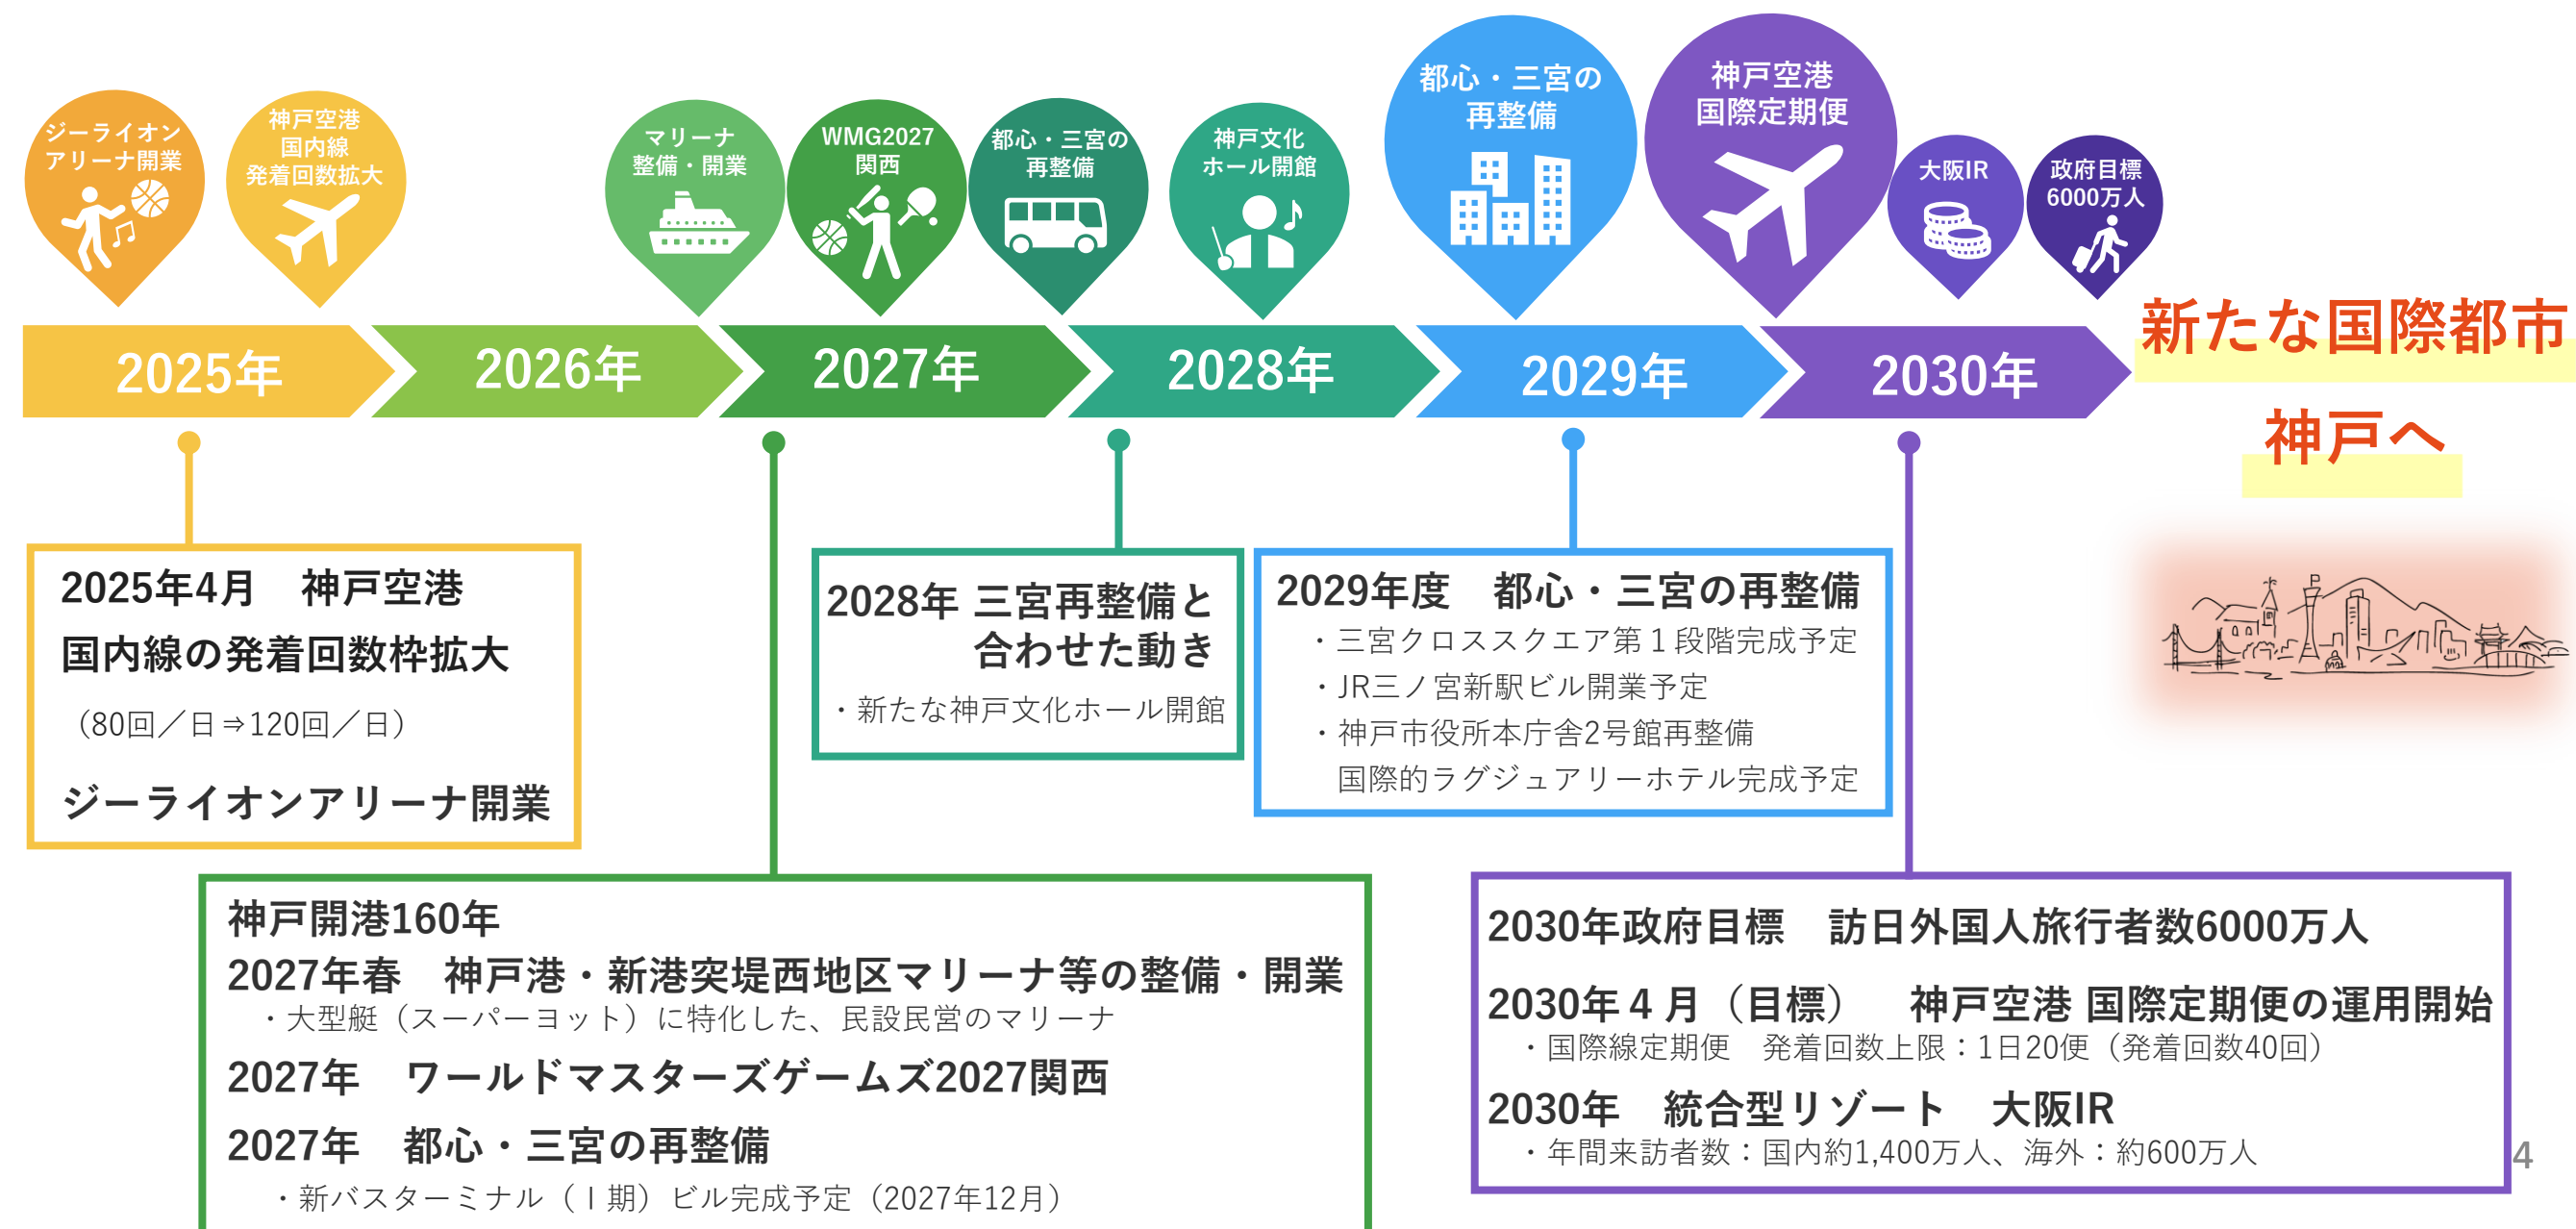 ジーライオン
アリーナ開業
神戸空港
国内線
発着回数拡大
マリーナ
整備・開業
WMG2027
関西
都心・三宮の
再整備
神戸文化
ホール開館
都心・三宮の
再整備
神戸空港
国際定期便
大阪IR
政府目標
6000万人
2025年
2026年
2027年
2028年
2029年
2030年
新たな国際都市
神戸へ
2025年4月　神戸空港
国内線の発着回数枠拡大
（80回／日⇒120回／日）
ジーライオンアリーナ開業
2028年 三宮再整備と
合わせた動き
・新たな神戸文化ホール開館
2029年度　都心・三宮の再整備
・三宮クロススクエア第１段階完成予定
・JR三ノ宮新駅ビル開業予定
・神戸市役所本庁舎2号館再整備
国際的ラグジュアリーホテル完成予定
神戸開港160年
2027年春　神戸港・新港突堤西地区マリーナ等の整備・開業
・大型艇（スーパーヨット）に特化した、民設民営のマリーナ
2027年　ワールドマスターズゲームズ2027関西
2027年　都心・三宮の再整備
・新バスターミナル（Ⅰ期）ビル完成予定（2027年12月）
2030年政府目標　訪日外国人旅行者数6000万人
2030年４月（目標）　神戸空港 国際定期便の運用開始
・国際線定期便　発着回数上限：1日20便（発着回数40回）
2030年　統合型リゾート　大阪IR
・年間来訪者数：国内約1,400万人、海外：約600万人
4